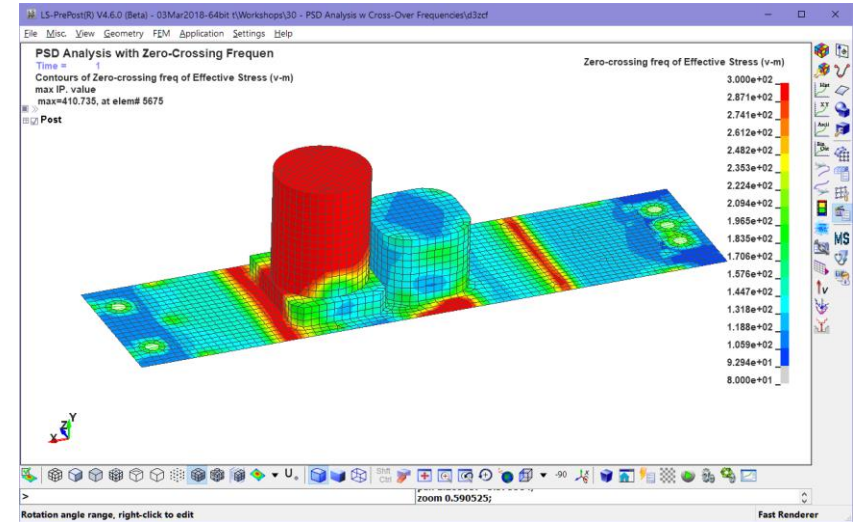 LS-PrePost(R) V4.6.0 (Beta) - 03Mar2018-64bit t\Workshops\30 - PSD Analysis w Cross-Over Frequencies\d3zcf
File Misc. View Geometry FEM Application Settings Help
PSD Analysis with Zero-Crossing Frequen
Time = 1
Contours of Zero-crossing freq of Effective Stress (v-m)
max IP. value
max=410.735, at elem# 5675
Post
Zero-crossing freq of Effective Stress (v-m)
3.000e+02
2.871e+02
2.741e+02
2.612e+02
2.482e+02
2.353e+02
2.224e+02
2.094e+02
1.965e+02
1.835e+02
1.706e+02
1.576e+02
1.447e+02
1.318e+02
1.188e+02
1.059e+02
9.294e+01
8.000e+01
MS
Z Y
X
Shft
Ctrl
-90
>
zoom 0.590525;
Rotation angle range, right-click to edit
Fast Renderer